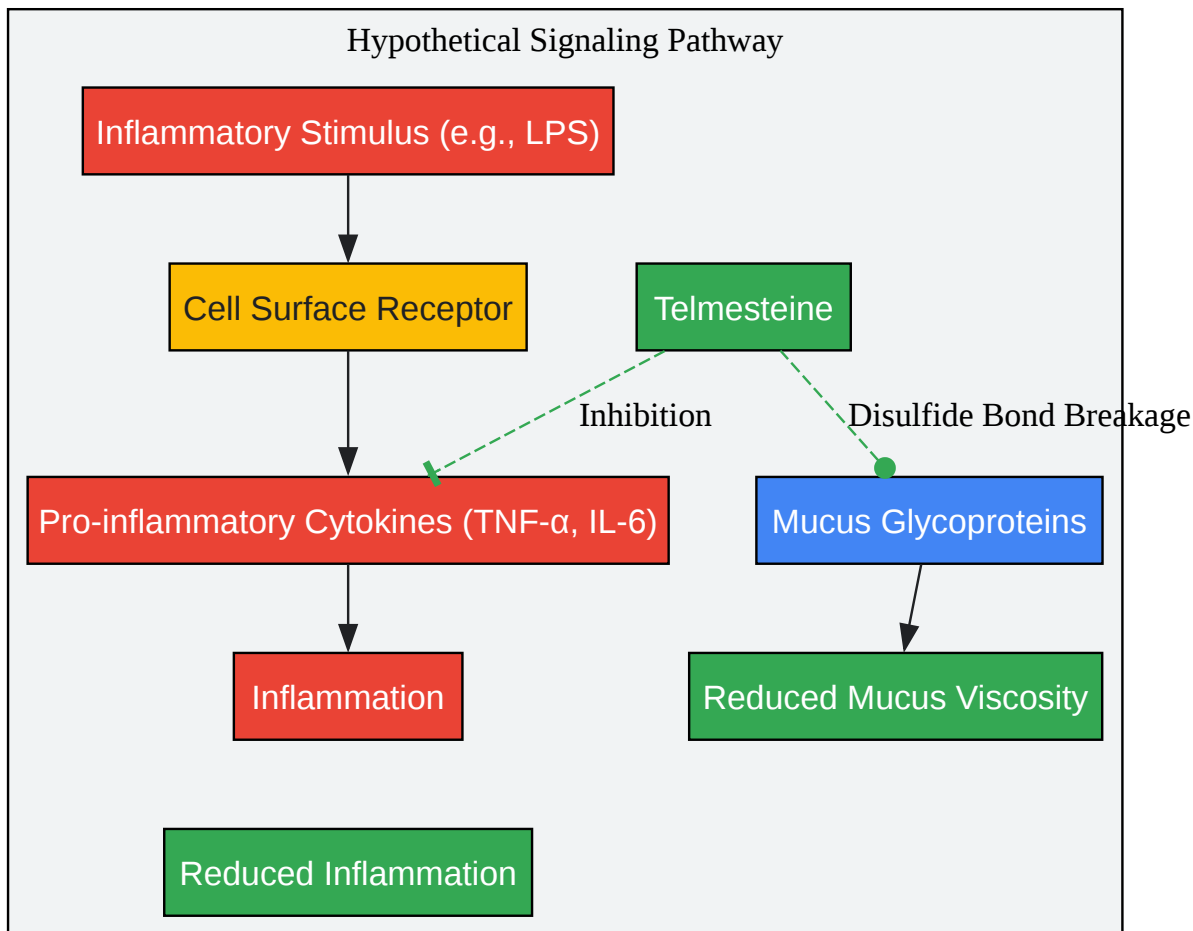 Hypothetical Signaling Pathway
Inflammatory Stimulus (e.g., LPS)
Cell Surface Receptor
Telmesteine
Inhibition
Disulfide Bond Breakage
Pro-inflammatory Cytokines (TNF-α, IL-6)
Mucus Glycoproteins
Inflammation
Reduced Mucus Viscosity
Reduced Inflammation